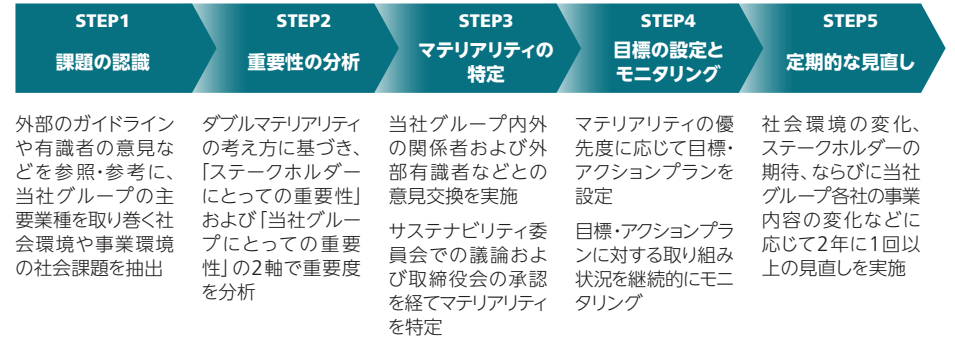 STEP1
課題の認識
外部のガイドライン
や有識者の意見な
どを参照・参考に、
当社グループの主
要業種を取り巻く社
会環境や事業環境
の社会課題を抽出
STEP2
重要性の分析
ダブルマテリアリティ
の考え方に基づき、
「ステークホルダー
にとっての重要性」
および「当社グルー
プにとっての重要
性」の2軸で重要度
を分析
STEP3
マテリアリティの
特定
当社グループ内外
の関係者および外
部有識者などとの
意見交換を実施
サステナビリティ委
員会での議論およ
び取締役会の承認
を経てマテリアリティ
を特定
STEP4
目標の設定と
モニタリング
マテリアリティの優
先度に応じて目標・
アクションプランを
設定
目標・アクションプラ
ンに対する取り組み
状況を継続的にモニ
タリング
STEP5
定期的な見直し
社会環境の変化、
ステークホルダーの
期待、ならびに当社
グループ各社の事業
内容の変化などに
応じて2年に1回以
上の見直しを実施